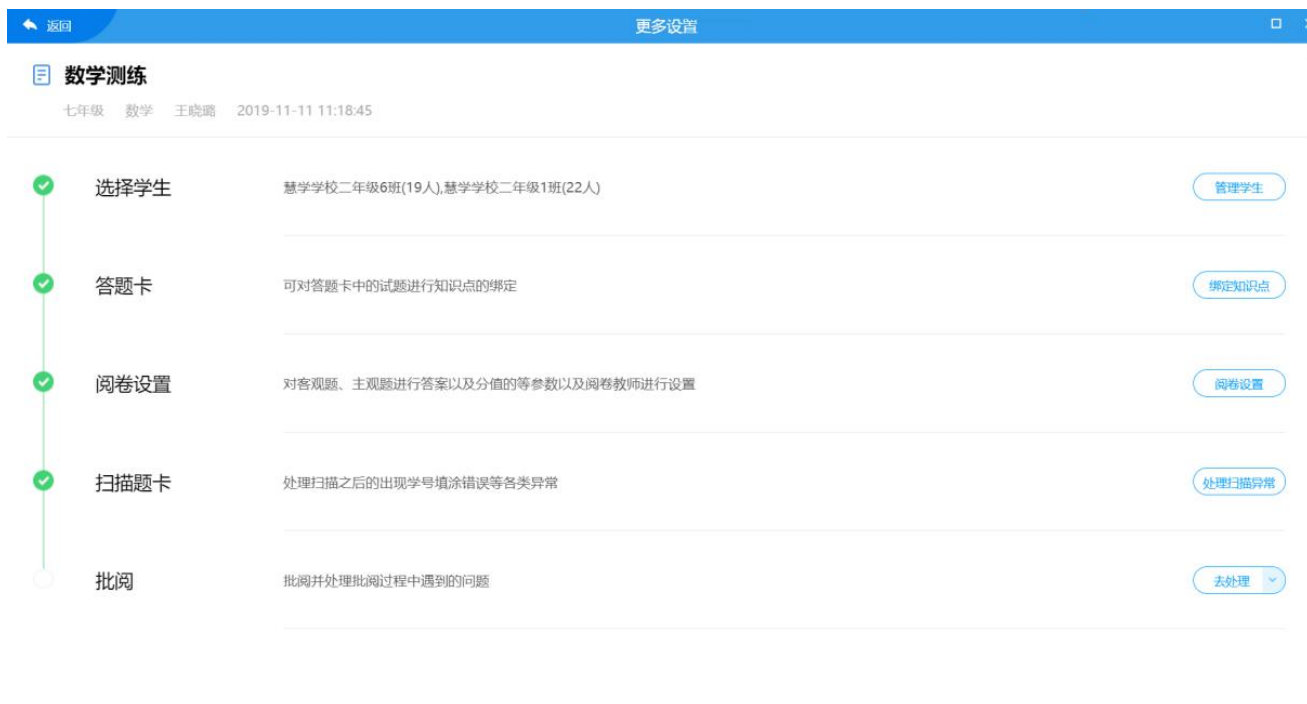 返回
更多设置
数学测练
七年级 数学 王晓璐 2019-11-11 11:18:45
选择学生 慧学学校二年级6班(19人),慧学学校二年级1班(22人) 管理学生
答题卡 可对答题卡中的试题进行知识点的绑定 绑定知识点
阅卷设置 对客观题、主观题进行答案以及分值的等参数以及阅卷教师进行设置 阅卷设置
扫描题卡 处理扫描之后的出现学号填涂错误等各类异常 处理扫描异常
批阅 批阅并处理批阅过程中遇到的问题 去处理